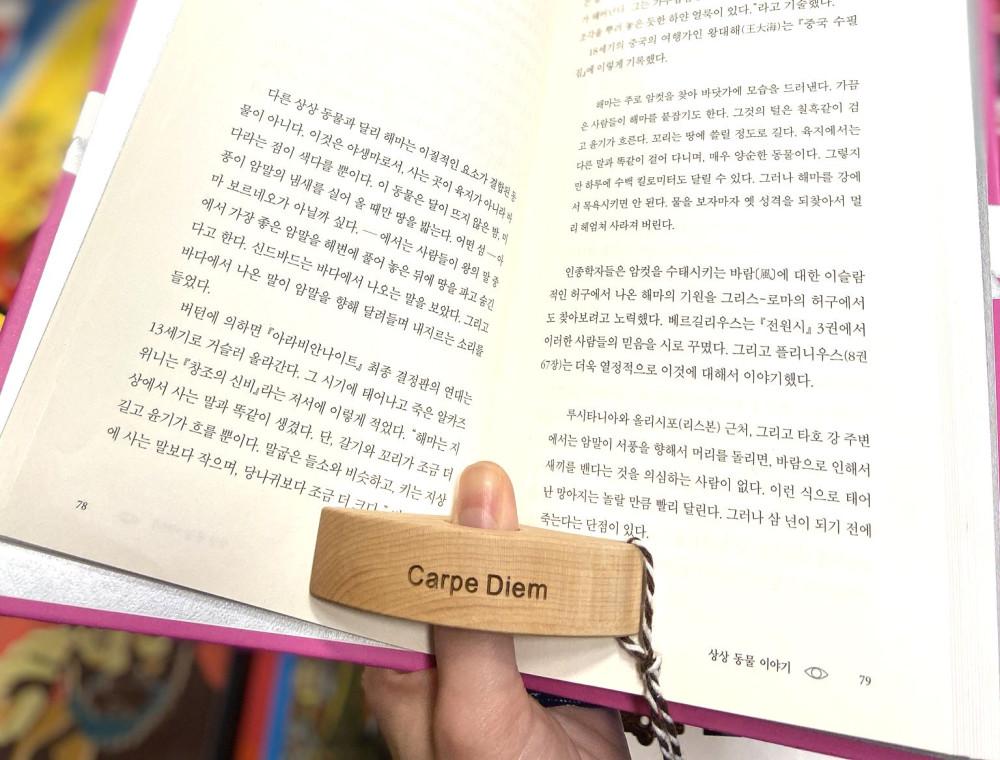 다른 상상 동물과 달리 해마는 이질적인 요소가 결합된 동
물이 아니다. 이것은 야생마로서, 사는 곳이 육지가 아니라 바
다라는 점이 색다를 뿐이다. 이 동물은 달이 뜨지 않은 밤, 미
풍이 암말의 냄새를 실어 올 때만 땅을 밟는다. 어떤 섬 — 아
마 보르네오가 아닐까 싶다. — 에서는 사람들이 왕의 말 중
에서 가장 좋은 암말을 해변에 풀어 놓은 뒤에 땅을 파고 숨긴
다고 한다. 신드바드는 바다에서 나오는 말을 보았다. 그리고
바다에서 나온 말이 암말을 향해 달려들며 내지르는 소리를
들었다.
버턴에 의하면 『아라비안나이트』 최종 결정판의 연대는
13세기로 거슬러 올라간다. 그 시기에 태어나고 죽은 알카즈
위니는 『창조의 신비』라는 저서에 이렇게 적었다. “해마는 지
상에서 사는 말과 똑같이 생겼다. 단, 갈기와 꼬리가 조금 더
길고 윤기가 흐를 뿐이다. 말굽은 들소와 비슷하고, 키는 지상
에 사는 말보다 작으며, 당나귀보다 조금 더 크다.”
78
조각을 뿌려 놓은 듯한 하얀 얼룩이 있다.”라고 기술했다.
18세기의 중국의 여행가인 왕대해(王大海)는 『중국 수필
집』에 이렇게 기록했다.
해마는 주로 암컷을 찾아 바닷가에 모습을 드러낸다. 가끔
은 사람들이 해마를 붙잡기도 한다. 그것의 털은 칠흑같이 검
고 윤기가 흐른다. 꼬리는 땅에 쓸릴 정도로 길다. 육지에서는
다른 말과 똑같이 걸어 다니며, 매우 양순한 동물이다. 그렇지
만 하루에 수백 킬로미터도 달릴 수 있다. 그러나 해마를 강에
서 목욕시키면 안 된다. 물을 보자마자 옛 성격을 되찾아서 멀
리 헤엄쳐 사라져 버린다.
인종학자들은 암컷을 수태시키는 바람(風)에 대한 이슬람
적인 허구에서 나온 해마의 기원을 그리스-로마의 허구에서
도 찾아보려고 노력했다. 베르길리우스는 『전원시』 3권에서
이러한 사람들의 믿음을 시로 꾸몄다. 그리고 플리니우스(8권
67장)는 더욱 열정적으로 이것에 대해서 이야기했다.
루시타니아와 올리시포(리스본) 근처, 그리고 타호 강 주변
에서는 암말이 서풍을 향해서 머리를 돌리면, 바람으로 인해서
새끼를 밴다는 것을 의심하는 사람이 없다. 이런 식으로 태어
난 망아지는 놀랄 만큼 빨리 달린다. 그러나 삼 년이 되기 전에
죽는다는 단점이 있다.
Carpe Diem
상상 동물 이야기
79